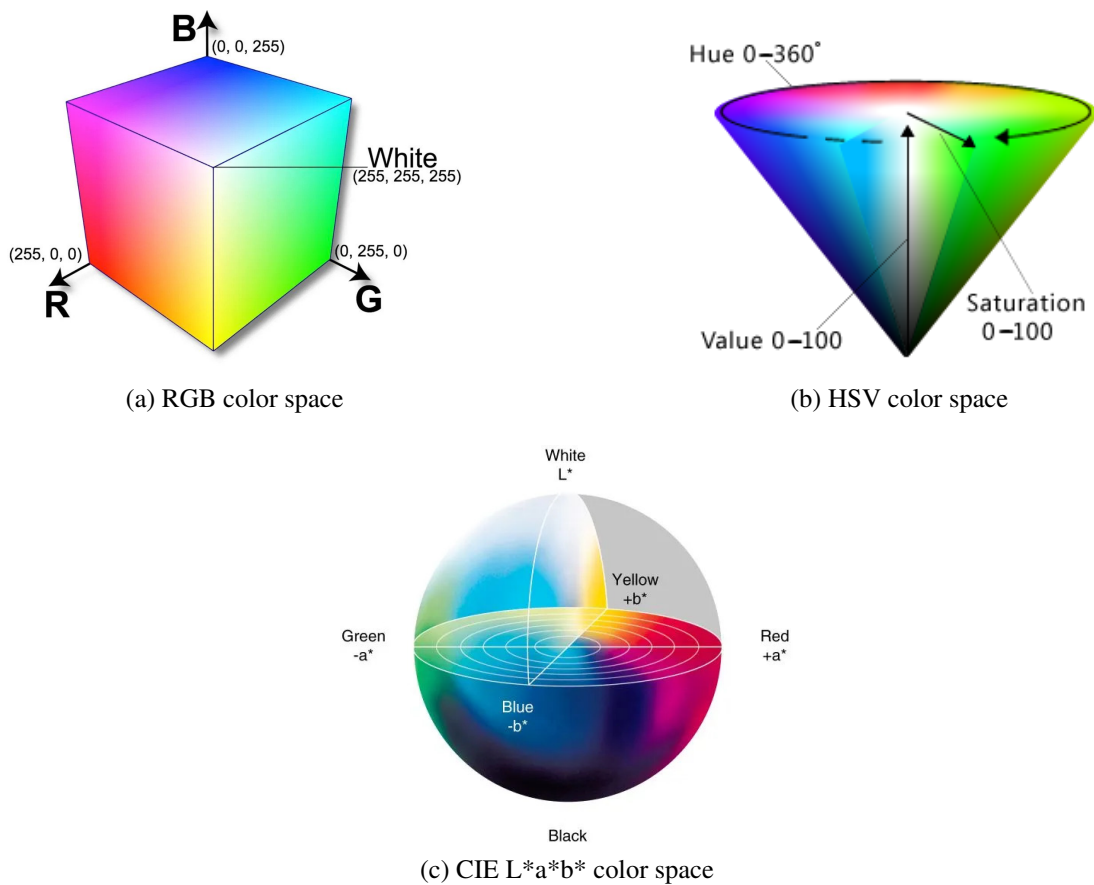 B
(0, 0, 255)
White
(255, 255, 255)
(255, 0, 0)
(0, 255, 0)
R
G
(a) RGB color space
Hue 0–360°
Saturation
0–100
Value 0–100
(b) HSV color space
White
L*
Yellow
+b*
Green
-a*
Red
+a*
Blue
-b*
Black
(c) CIE L*a*b* color space